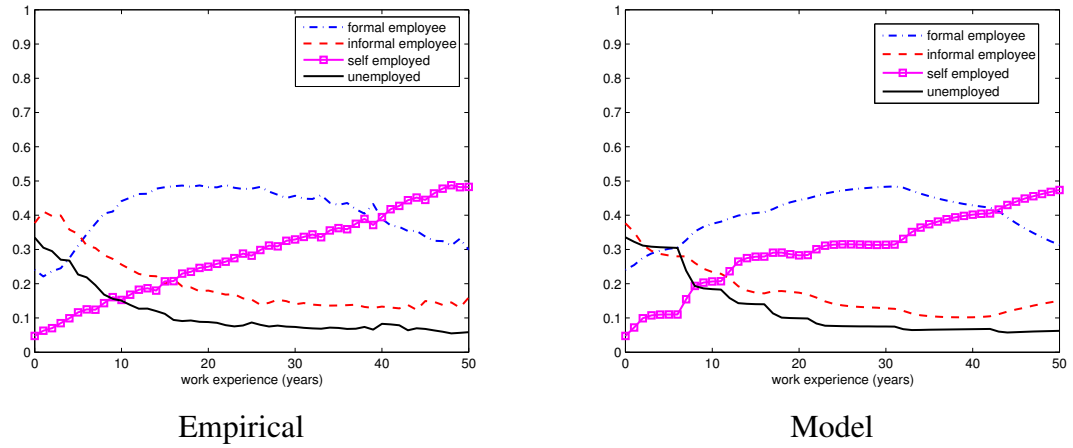 1
0.9
0.8
0.7
0.6
0.5
0.4
0.3
0.2
0.1
0
0 10 20 30 40 50
work experience (years)
formal employee
informal employee
self employed
unemployed
Empirical
1
0.9
0.8
0.7
0.6
0.5
0.4
0.3
0.2
0.1
0
0 10 20 30 40 50
work experience (years)
formal employee
informal employee
self employed
unemployed
Model